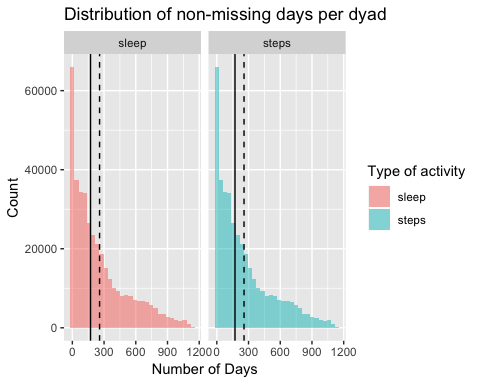 Distribution of non-missing days per dyad
sleep
steps
60000
40000
20000
0
Count
0 300 600 900 1200
0 300 600 900 1200
Number of Days
Type of activity
sleep
steps